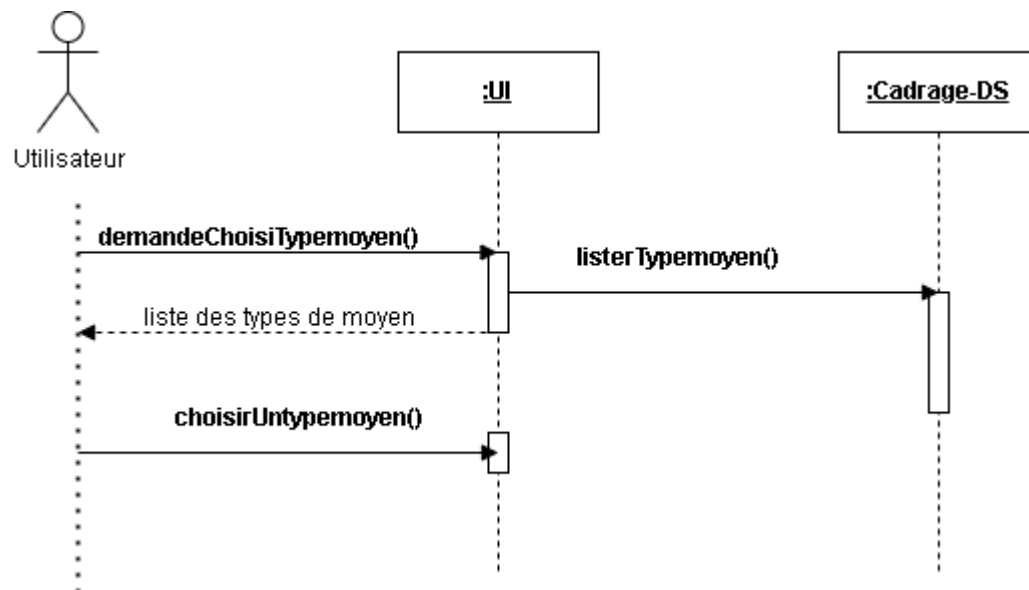 :UI
:Cadrage-DS
Utilisateur
demandeChoisiTypemoyen()
listerTypemoyen()
liste des types de moyen
choisirUntypemoyen()